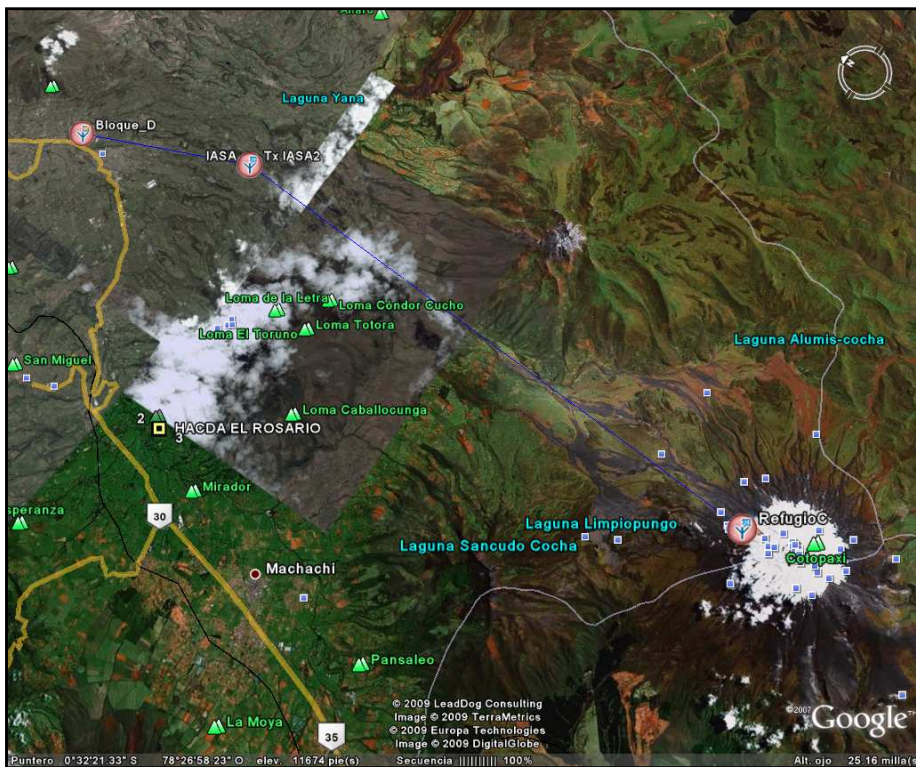 Alfaro
N
Laguna Yana
Bloque_D
IASA
Tx IASA2
Loma de la Letra
Loma Cóndor Cucho
Loma El Toruno
Loma Totora
Laguna Alumis-cocha
San Miguel
Loma Caballocunga
2
HACDA EL ROSARIO
3
Mirador
speranza
30
RefugioC
Laguna Limpiopungo
Laguna Sancudo Cocha
Cotopaxi
Machachi
Pansaleo
La Moya
35
© 2009 LeadDog Consulting
Image © 2009 TerraMetrics
© 2009 Europa Technologies
Image © 2009 DigitalGlobe
©2007 Google™
Puntero 0°32'21.33" S 78°26'58.23" O elev. 11674 pie(s) Secuencia 100% Alt. ojo 25.16 milla(s)